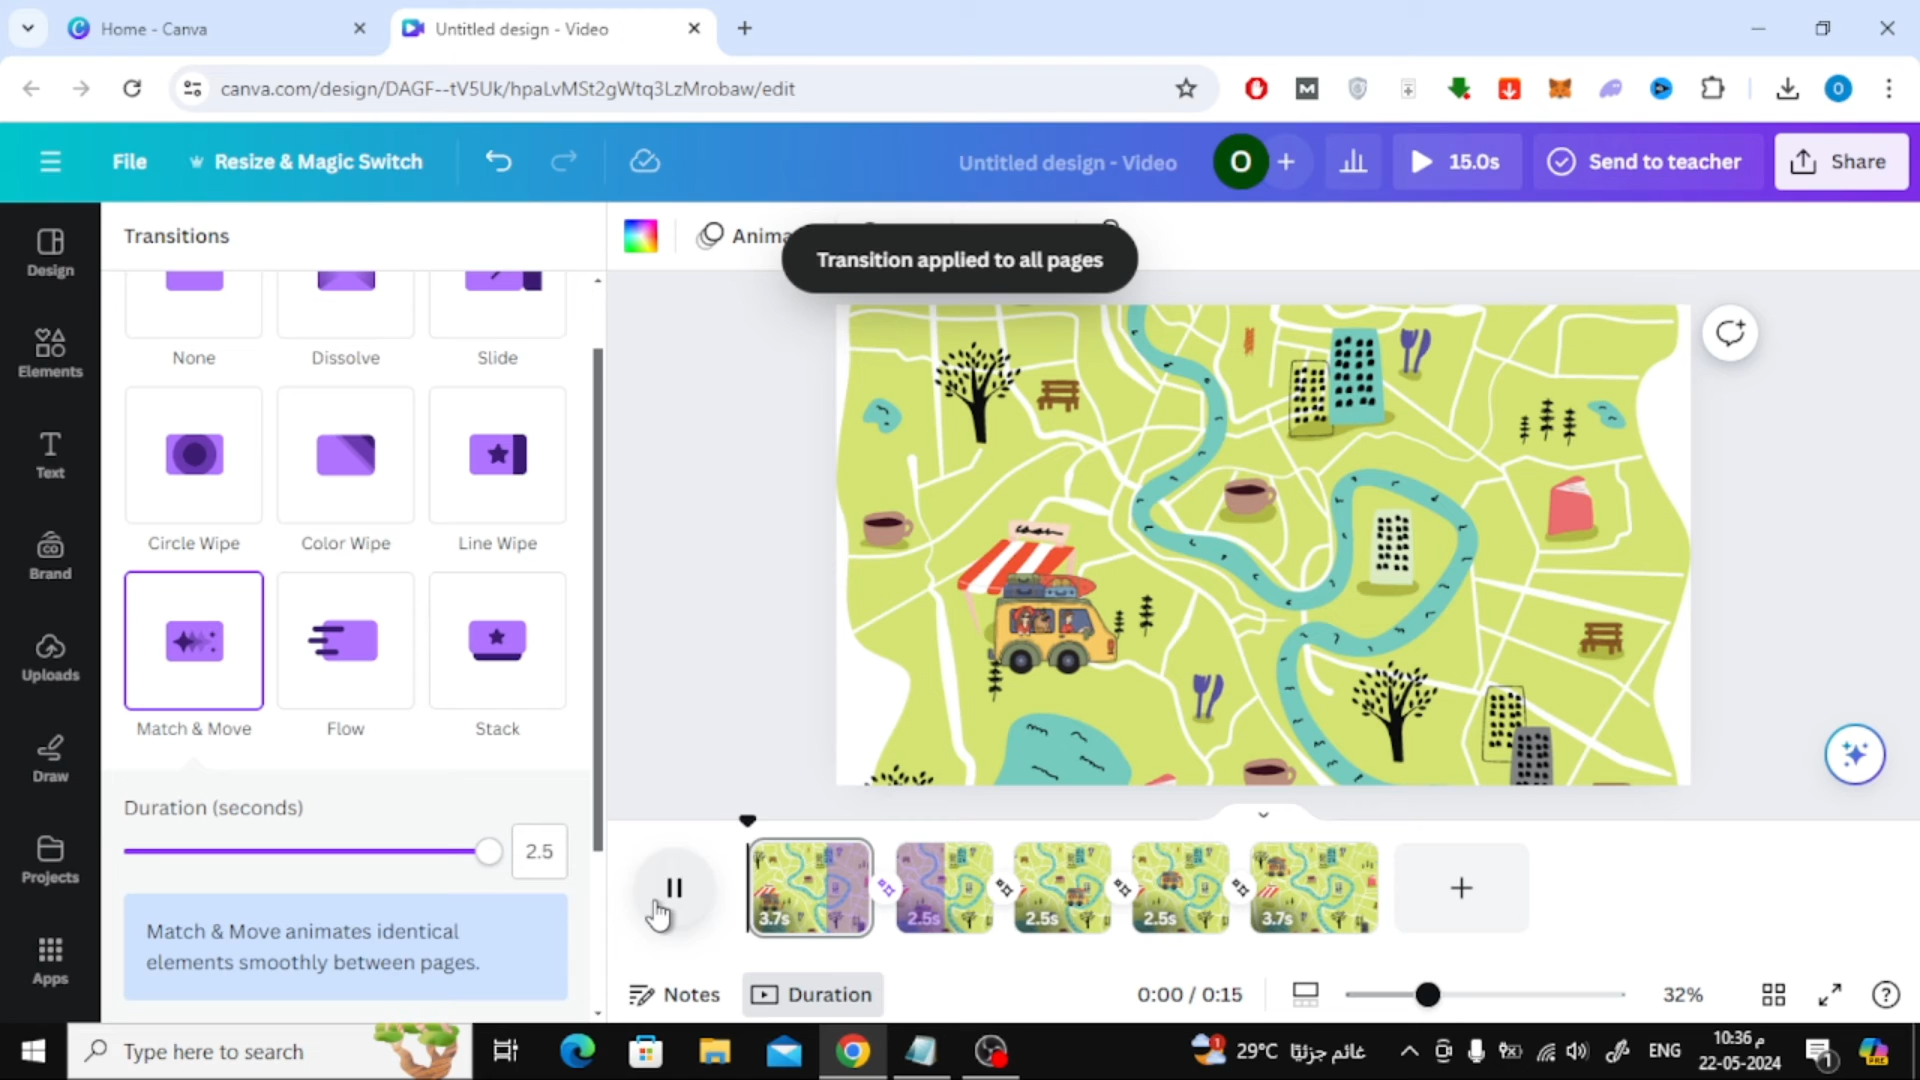 Home - Canva
Untitled design - Video
canva.com/design/DAGF--tV5Uk/hpaLvMSt2gWtq3LzMrobaw/edit
File
Resize & Magic Switch
Untitled design - Video
O
15.0s
Send to teacher
Share
Transitions
Anima
Transition applied to all pages
Design
Elements
Text
Brand
Uploads
Draw
Projects
Apps
None
Dissolve
Slide
Circle Wipe
Color Wipe
Line Wipe
Match & Move
Flow
Stack
Duration (seconds)
2.5
Match & Move animates identical
elements smoothly between pages.
3.7s
2.5s
2.5s
2.5s
3.7s
Notes
Duration
0:00 / 0:15
32%
Type here to search
29°C غائم جزئيًا
ENG
10:36 م
22-05-2024
1